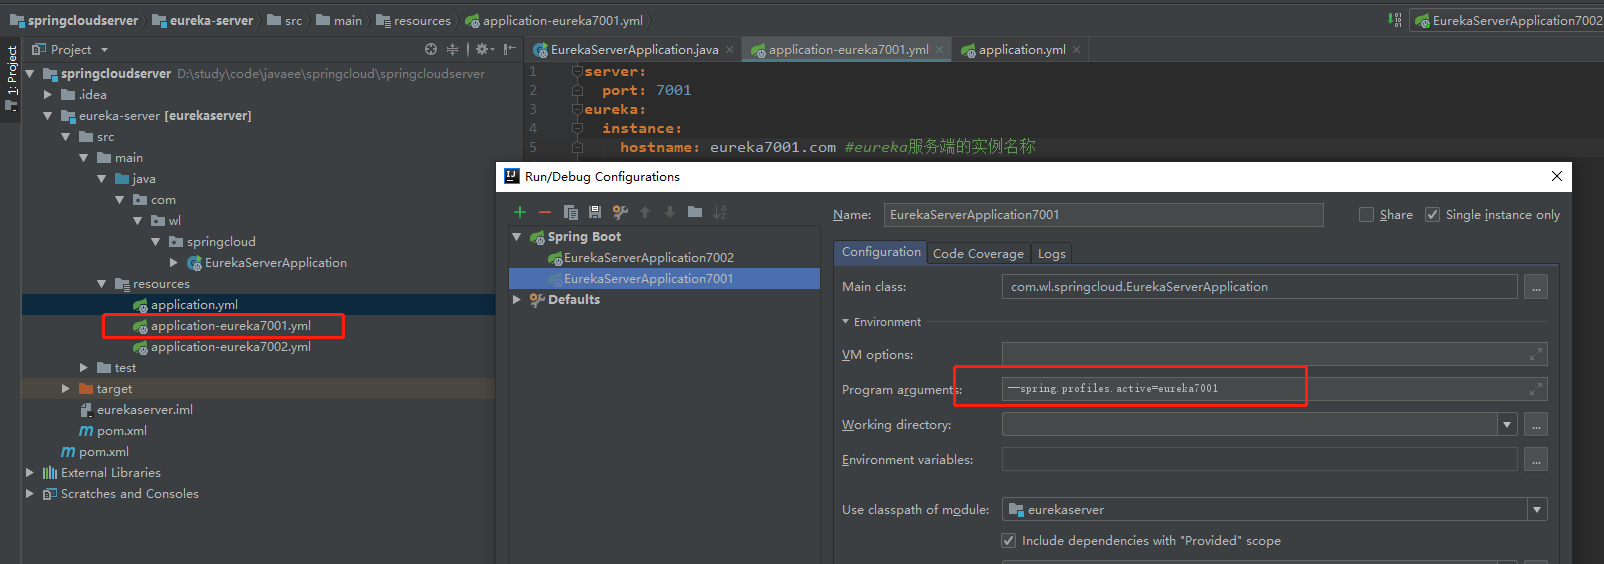 springcloudserver eureka-server src main resources application-eureka7001.yml EurekaServerApplication7002
1: Project
Project
EurekaServerApplication.java application-eureka7001.yml application.yml
springcloudserver D:\study\code\javaee\springcloud\springcloudserver
.idea
eureka-server [eurekaserver]
src
main
java
com
wl
springcloud
EurekaServerApplication
resources
application.yml
application-eureka7001.yml
application-eureka7002.yml
test
target
eurekaserver.iml
pom.xml
pom.xml
External Libraries
Scratches and Consoles
1 server:
2 port: 7001
3 eureka:
4 instance:
5 hostname: eureka7001.com #eureka服务端的实例名称
Run/Debug Configurations
Spring Boot
EurekaServerApplication7002
EurekaServerApplication7001
Defaults
Name: EurekaServerApplication7001 Share Single instance only
Configuration Code Coverage Logs
Main class: com.wl.springcloud.EurekaServerApplication ...
Environment
VM options:
Program arguments: --spring.profiles.active=eureka7001
Working directory: ...
Environment variables: ...
Use classpath of module: eurekaserver
Include dependencies with "Provided" scope